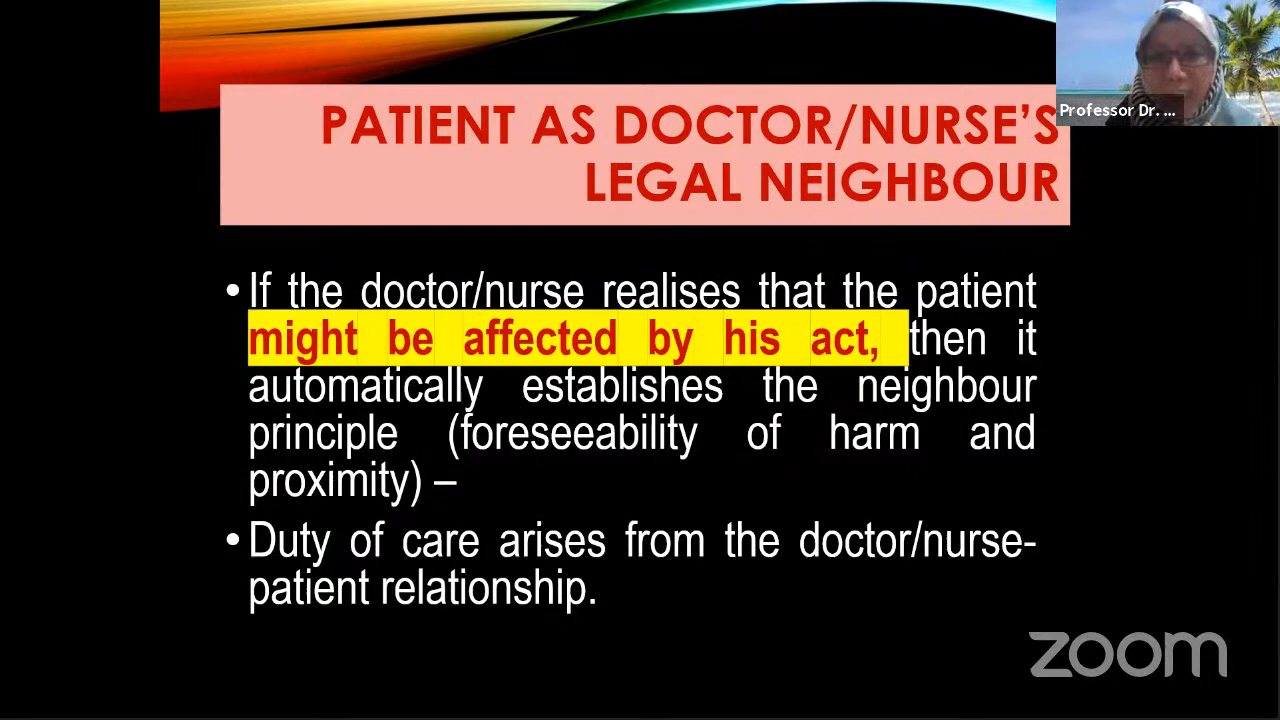 Professor Dr. ...
PATIENT AS DOCTOR/NURSE’S
LEGAL NEIGHBOUR
• If the doctor/nurse realises that the patient
might be affected by his act, then it
automatically establishes the neighbour
principle (foreseeability of harm and
proximity) –
• Duty of care arises from the doctor/nurse-
patient relationship.
zoom